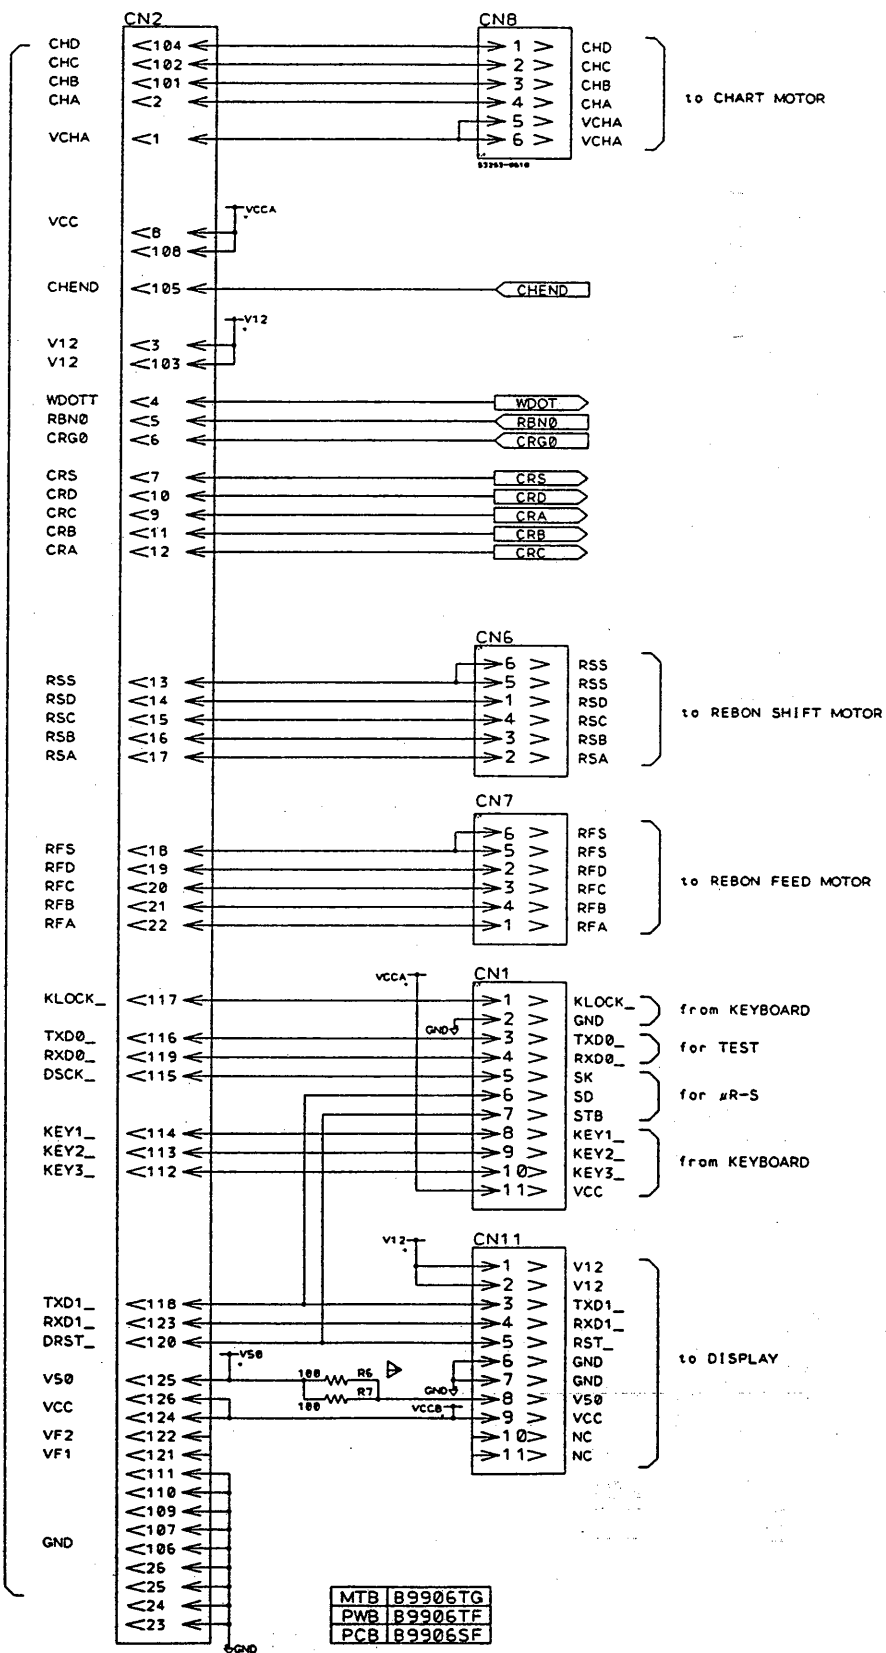 CN2 CN8
CHD <104 1 > CHD
CHC <102 2 > CHC
CHB <101 3 > CHB
CHA <2 4 > CHA
to CHART MOTOR
5 > VCHA
VCHA <1 6 > VCHA
53253-0610
VCCA
VCC
<8
<108
CHEND <105 CHEND
V12
V12 <3
V12 <103
WDOTT <4 WDOT
RBN0 <5 RBN0
CRG0 <6 CRG0
CRS <7 CRS
CRD <10 CRD
CRC <9 CRA
CRB <11 CRB
CRA <12 CRC
CN6
6 > RSS
RSS <13 5 > RSS
RSD <14 1 > RSD
RSC <15 4 > RSC
RSB <16 3 > RSB
RSA <17 2 > RSA
to REBON SHIFT MOTOR
CN7
6 > RFS
RFS <18 5 > RFS
RFD <19 2 > RFD
RFC <20 3 > RFC
RFB <21 4 > RFB
RFA <22 1 > RFA
to REBON FEED MOTOR
VCCA CN1
KLOCK_ <117 1 > KLOCK_
GND 2 > GND
from KEYBOARD
TXD0_ <116 3 > TXD0_
RXD0_ <119 4 > RXD0_
for TEST
DSCK_ <115 5 > SK
6 > SD
7 > STB
for μR-S
KEY1_ <114 8 > KEY1_
KEY2_ <113 9 > KEY2_
KEY3_ <112 10> KEY3_
11> VCC
from KEYBOARD
V12 CN11
1 > V12
2 > V12
TXD1_ <118 3 > TXD1_
RXD1_ <123 4 > RXD1_
DRST_ <120 5 > RST_
V50 6 > GND
to DISPLAY
V50 <125 100 R6 GND 7 > GND
<126 100 R7 8 > V50
VCC
<124 VCCB 9 > VCC
VF2 <122 10> NC
VF1 <121 11> NC
<111
<110
<109
<107
GND
<106
<26
<25
<24
<23
GND
MTB B9906TG
PWB B9906TF
PCB B9906SF